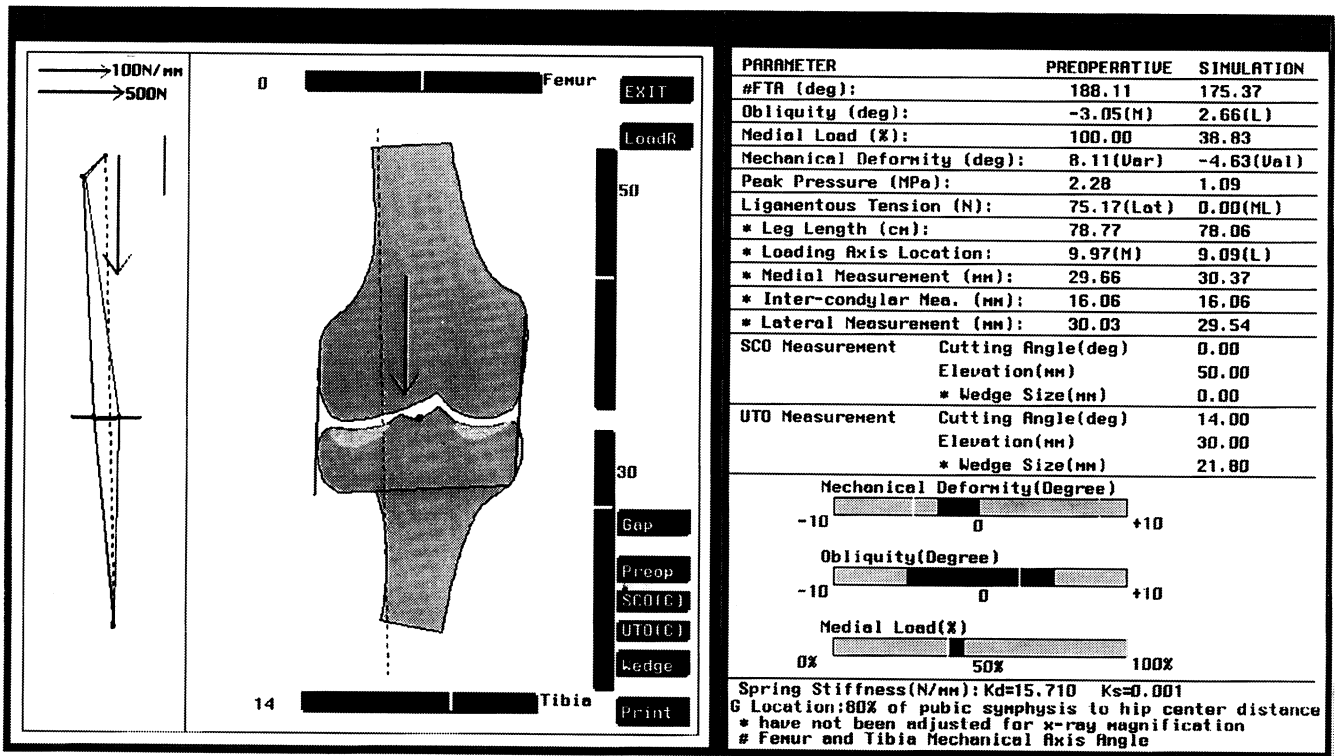 100N/mm
500N
0
Femur
EXIT
LoadR
50
30
Gap
Preop
SCO(C)
UTO(C)
Wedge
14
Tibia
Print
PARAMETER PREOPERATIVE SIMULATION
#FTA (deg): 188.11 175.37
Obliquity (deg): -3.05(M) 2.66(L)
Medial Load (%): 100.00 38.83
Mechanical Deformity (deg): 8.11(Var) -4.63(Val)
Peak Pressure (MPa): 2.28 1.09
Ligamentous Tension (N): 75.17(Lat) 0.00(ML)
* Leg Length (cm): 78.77 78.06
* Loading Axis Location: 9.97(M) 9.09(L)
* Medial Measurement (mm): 29.66 30.37
* Inter-condylar Mea. (mm): 16.06 16.06
* Lateral Measurement (mm): 30.03 29.54
SCO Measurement Cutting Angle(deg) 0.00
Elevation(mm) 50.00
* Wedge Size(mm) 0.00
UTO Measurement Cutting Angle(deg) 14.00
Elevation(mm) 30.00
* Wedge Size(mm) 21.80
Mechanical Deformity(Degree)
-10 0 +10
Obliquity(Degree)
-10 0 +10
Medial Load(%)
0% 50% 100%
Spring Stiffness(N/mm): Kd=15.710 Ks=0.001
G Location:80% of pubic symphysis to hip center distance
* have not been adjusted for x-ray magnification
# Femur and Tibia Mechanical Axis Angle